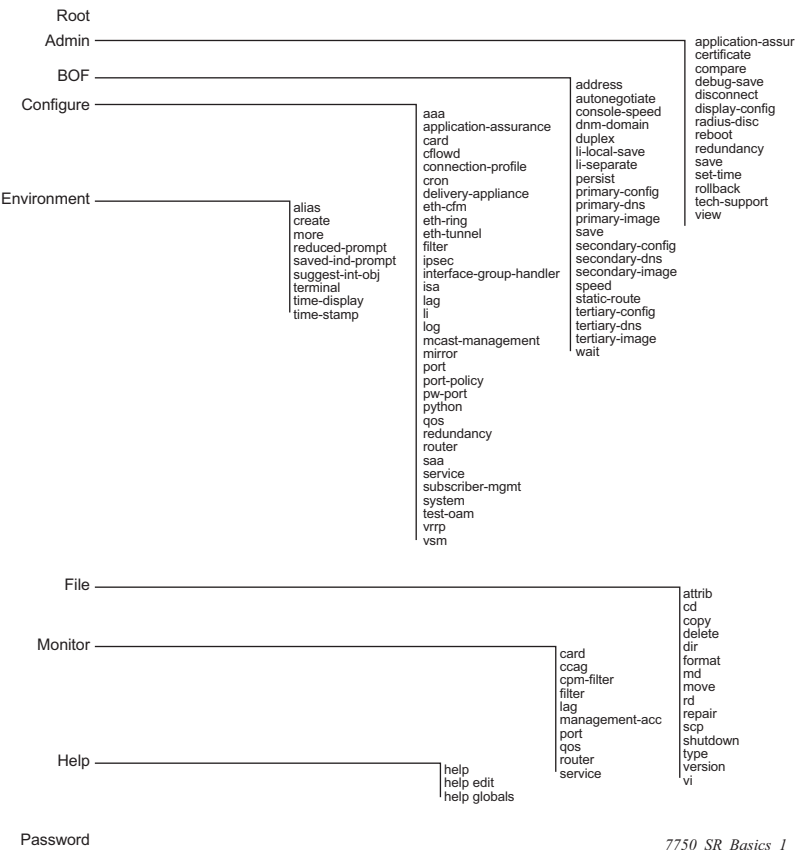 Root
Admin
application-assur
certificate
compare
debug-save
disconnect
display-config
radius-disc
reboot
redundancy
save
set-time
rollback
tech-support
view
BOF
address
autonegotiate
console-speed
dnm-domain
duplex
li-local-save
li-separate
persist
primary-config
primary-dns
primary-image
save
secondary-config
secondary-dns
secondary-image
speed
static-route
tertiary-config
tertiary-dns
tertiary-image
wait
Configure
aaa
application-assurance
card
cflowd
connection-profile
cron
delivery-appliance
eth-cfm
eth-ring
eth-tunnel
filter
ipsec
interface-group-handler
isa
lag
li
log
mcast-management
mirror
port
port-policy
pw-port
python
qos
redundancy
router
saa
service
subscriber-mgmt
system
test-oam
vrrp
vsm
Environment
alias
create
more
reduced-prompt
saved-ind-prompt
suggest-int-obj
terminal
time-display
time-stamp
File
attrib
cd
copy
delete
dir
format
md
move
rd
repair
scp
shutdown
type
version
vi
Monitor
card
ccag
cpm-filter
filter
lag
management-acc
port
qos
router
service
Help
help
help edit
help globals
Password
7750_SR_Basics_1